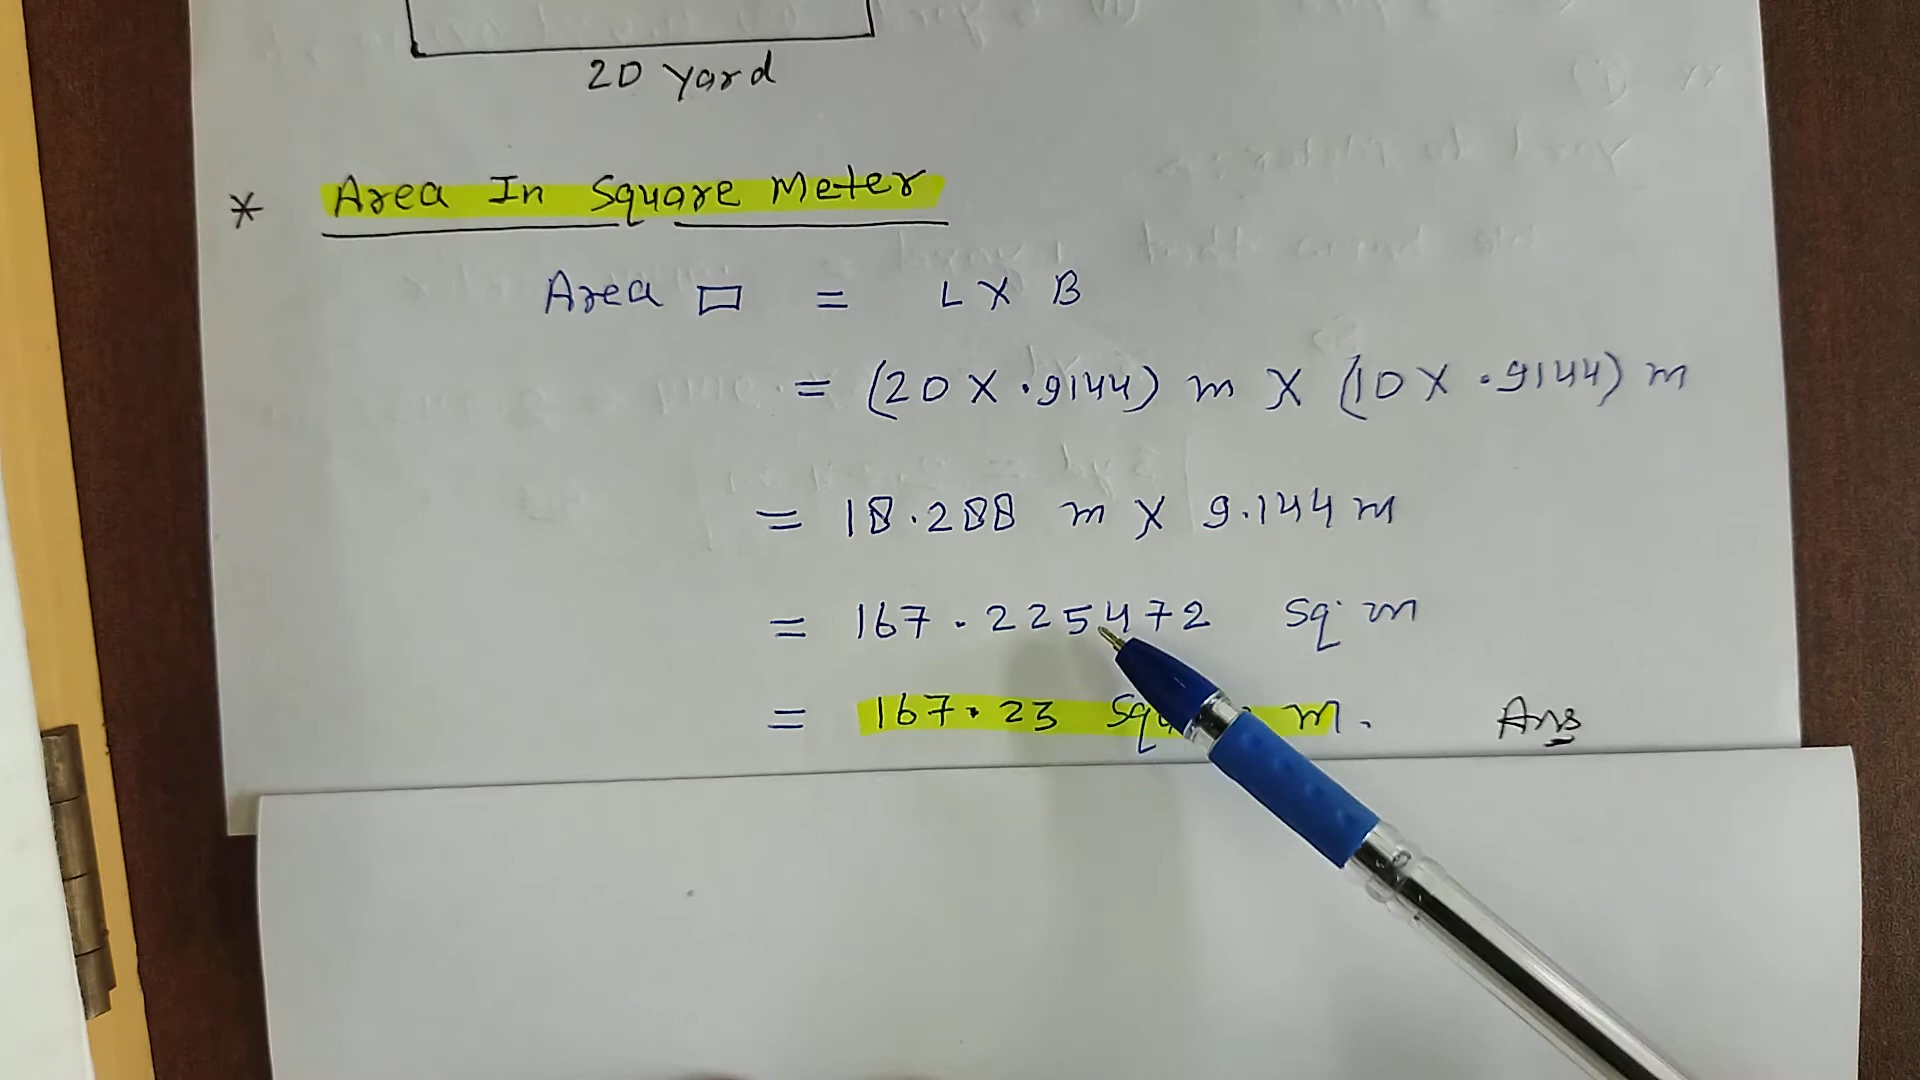 20 yard
* Area In Square Meter
Area ▭ = L X B
= (20 X .9144) m X (10 X .9144) m
= 18.288 m X 9.144 m
= 167.225472 Sq. m
= 167.23 m. Ans